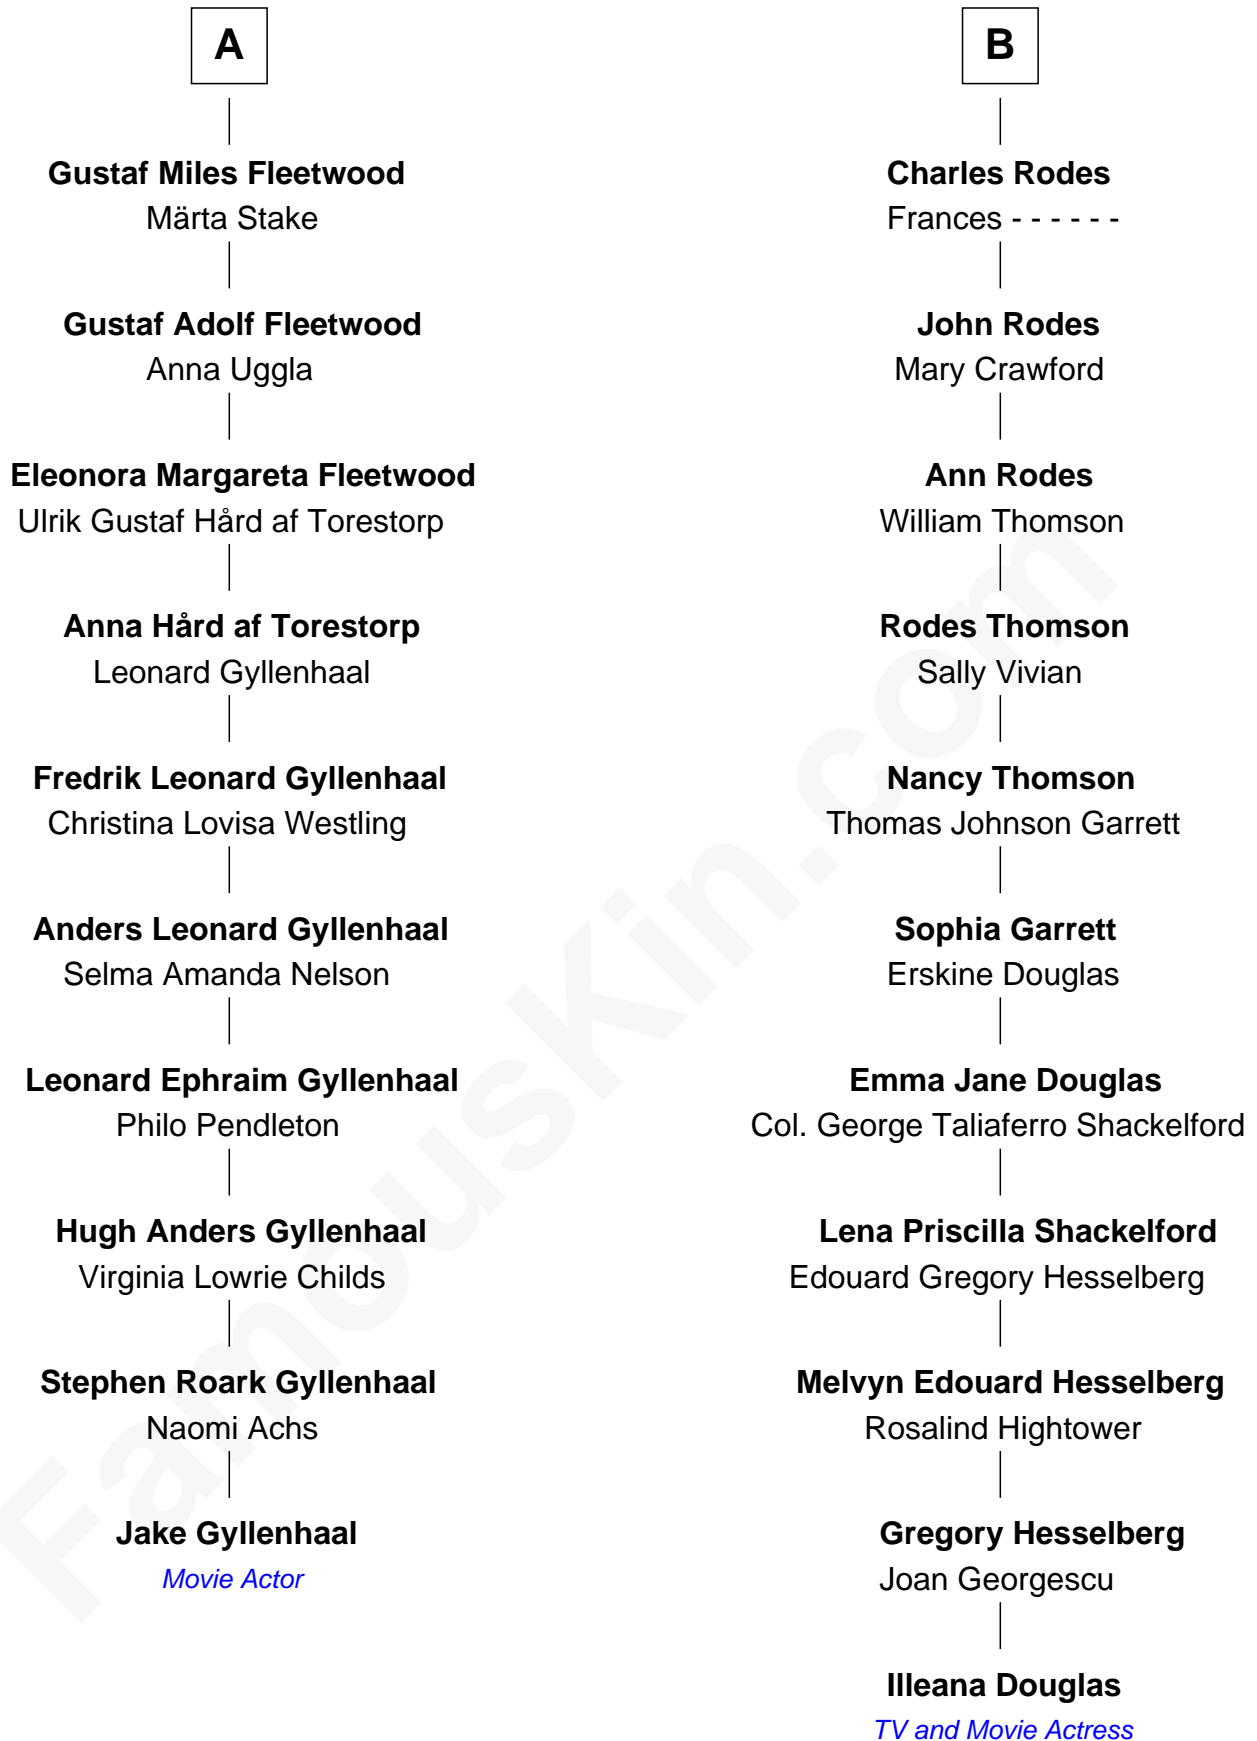 A
Gustaf Miles Fleetwood
Märta Stake
Gustaf Adolf Fleetwood
Anna Uggla
Eleonora Margareta Fleetwood
Ulrik Gustaf Hård af Torestorp
Anna Hård af Torestorp
Leonard Gyllenhaal
Fredrik Leonard Gyllenhaal
Christina Lovisa Westling
Anders Leonard Gyllenhaal
Selma Amanda Nelson
Leonard Ephraim Gyllenhaal
Philo Pendleton
Hugh Anders Gyllenhaal
Virginia Lowrie Childs
Stephen Roark Gyllenhaal
Naomi Achs
Jake Gyllenhaal
Movie Actor
B
Charles Rodes
Frances - - - - - -
John Rodes
Mary Crawford
Ann Rodes
William Thomson
Rodes Thomson
Sally Vivian
Nancy Thomson
Thomas Johnson Garrett
Sophia Garrett
Erskine Douglas
Emma Jane Douglas
Col. George Taliaferro Shackelford
Lena Priscilla Shackelford
Edouard Gregory Hesselberg
Melvyn Edouard Hesselberg
Rosalind Hightower
Gregory Hesselberg
Joan Georgescu
Illeana Douglas
TV and Movie Actress
FamousKin.com